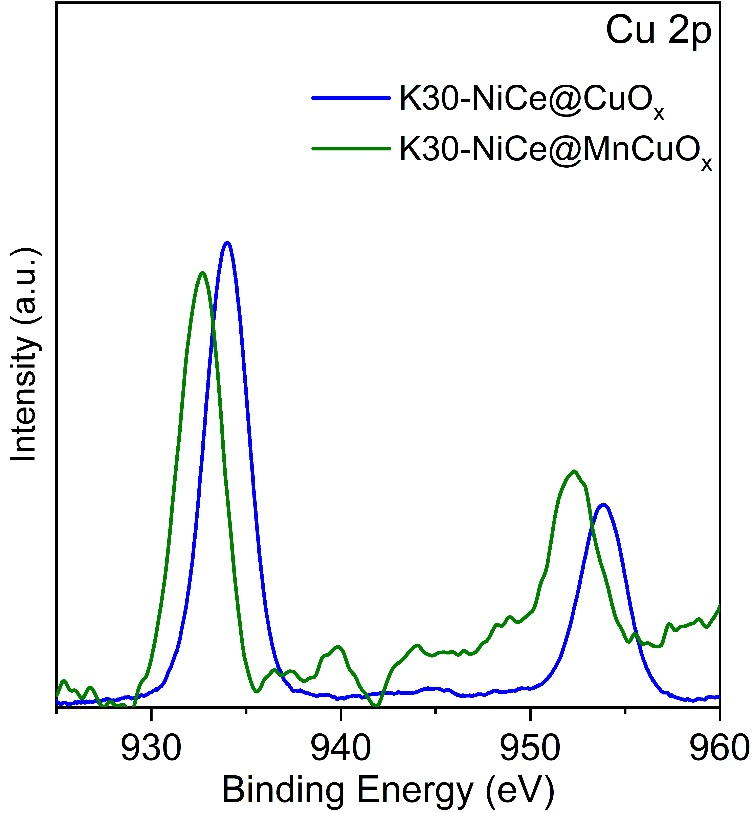 Cu 2p
K30-NiCe@CuOₓ
K30-NiCe@MnCuOₓ
Intensity (a.u.)
930 940 950 960
Binding Energy (eV)